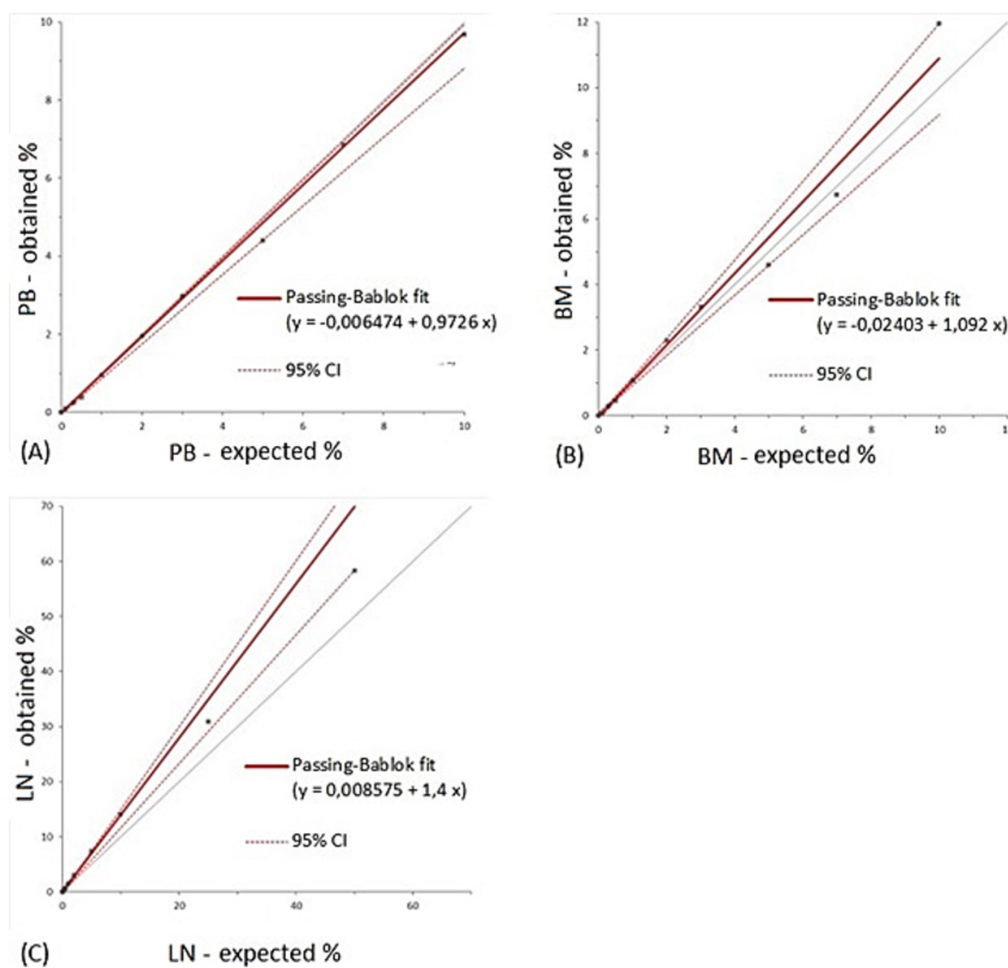 10
8
6
4
2
0
0 2 4 6 8 10
PB - obtained %
Passing-Bablok fit
(y = -0,006474 + 0,9726 x)
95% CI
(A)
PB - expected %
12
10
8
6
4
2
0
0 2 4 6 8 10
BM - obtained %
Passing-Bablok fit
(y = -0,02403 + 1,092 x)
95% CI
(B)
BM - expected %
70
60
50
40
30
20
10
0
0 20 40 60
LN - obtained %
Passing-Bablok fit
(y = 0,008575 + 1,4 x)
95% CI
(C)
LN - expected %